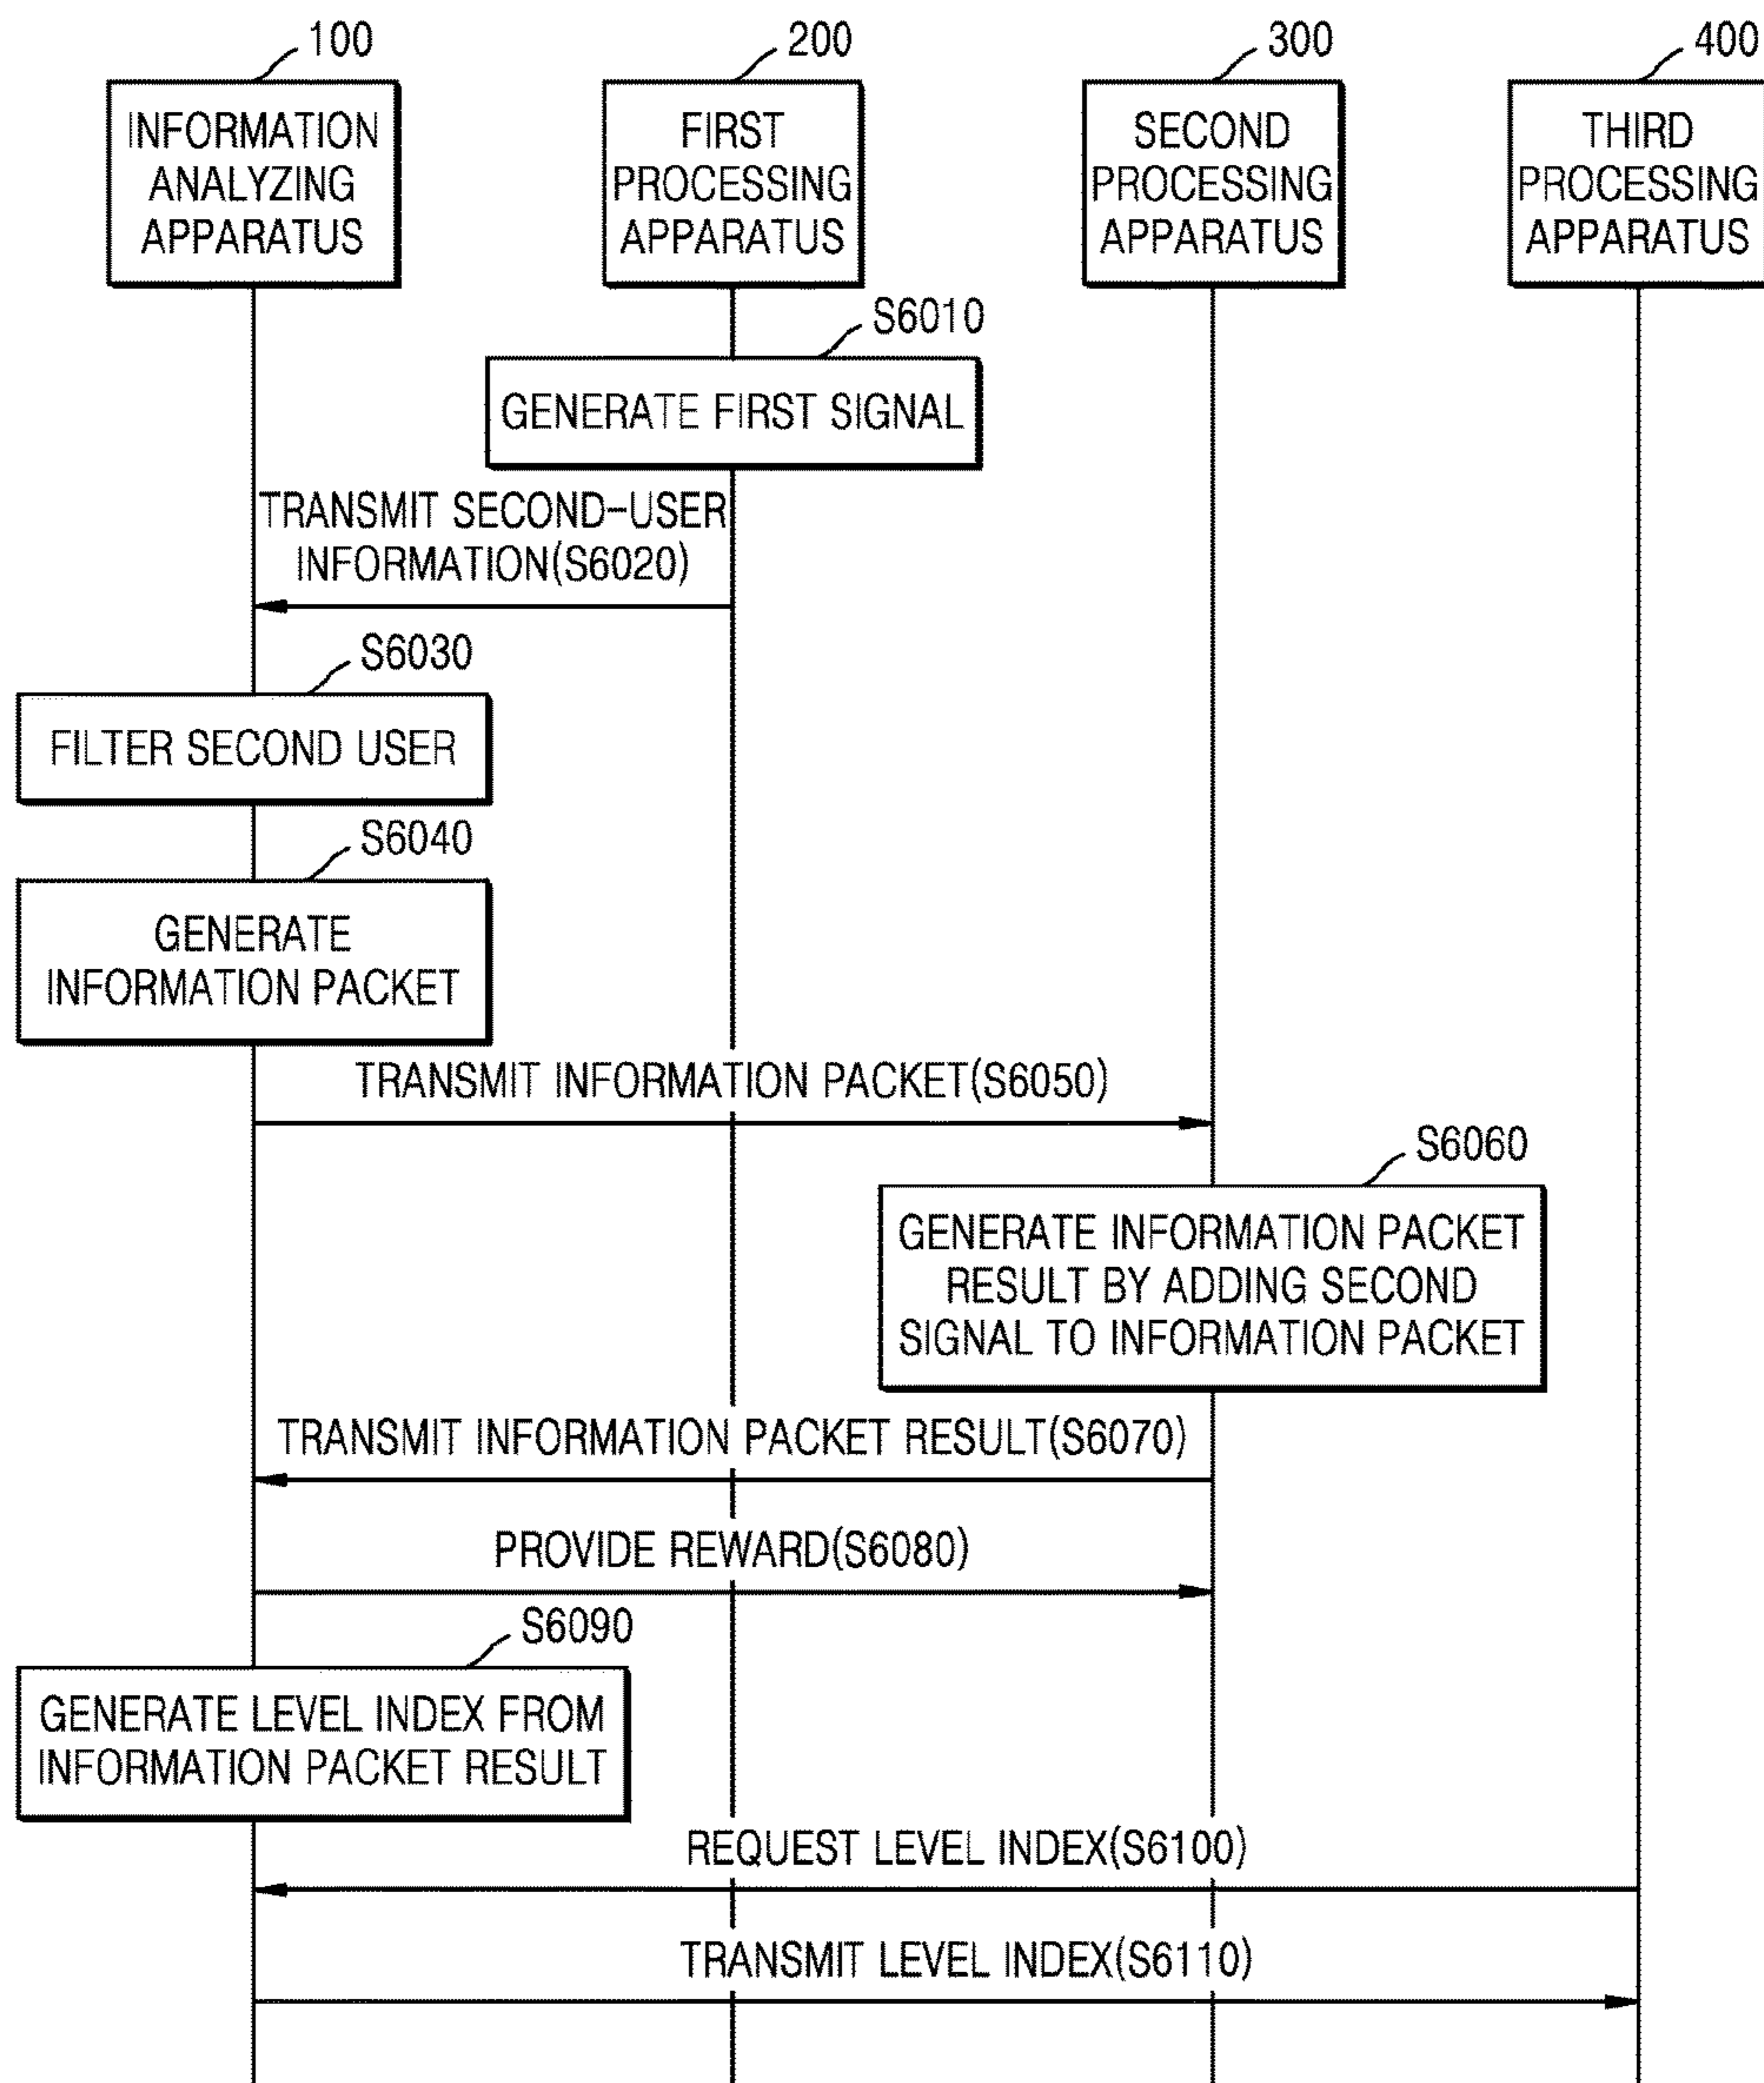 100
200
300
400
INFORMATION
ANALYZING
APPARATUS
FIRST
PROCESSING
APPARATUS
SECOND
PROCESSING
APPARATUS
THIRD
PROCESSING
APPARATUS
S6010
GENERATE FIRST SIGNAL
TRANSMIT SECOND-USER
INFORMATION(S6020)
S6030
FILTER SECOND USER
S6040
GENERATE
INFORMATION PACKET
TRANSMIT INFORMATION PACKET(S6050)
S6060
GENERATE INFORMATION PACKET
RESULT BY ADDING SECOND
SIGNAL TO INFORMATION PACKET
TRANSMIT INFORMATION PACKET RESULT(S6070)
PROVIDE REWARD(S6080)
S6090
GENERATE LEVEL INDEX FROM
INFORMATION PACKET RESULT
REQUEST LEVEL INDEX(S6100)
TRANSMIT LEVEL INDEX(S6110)